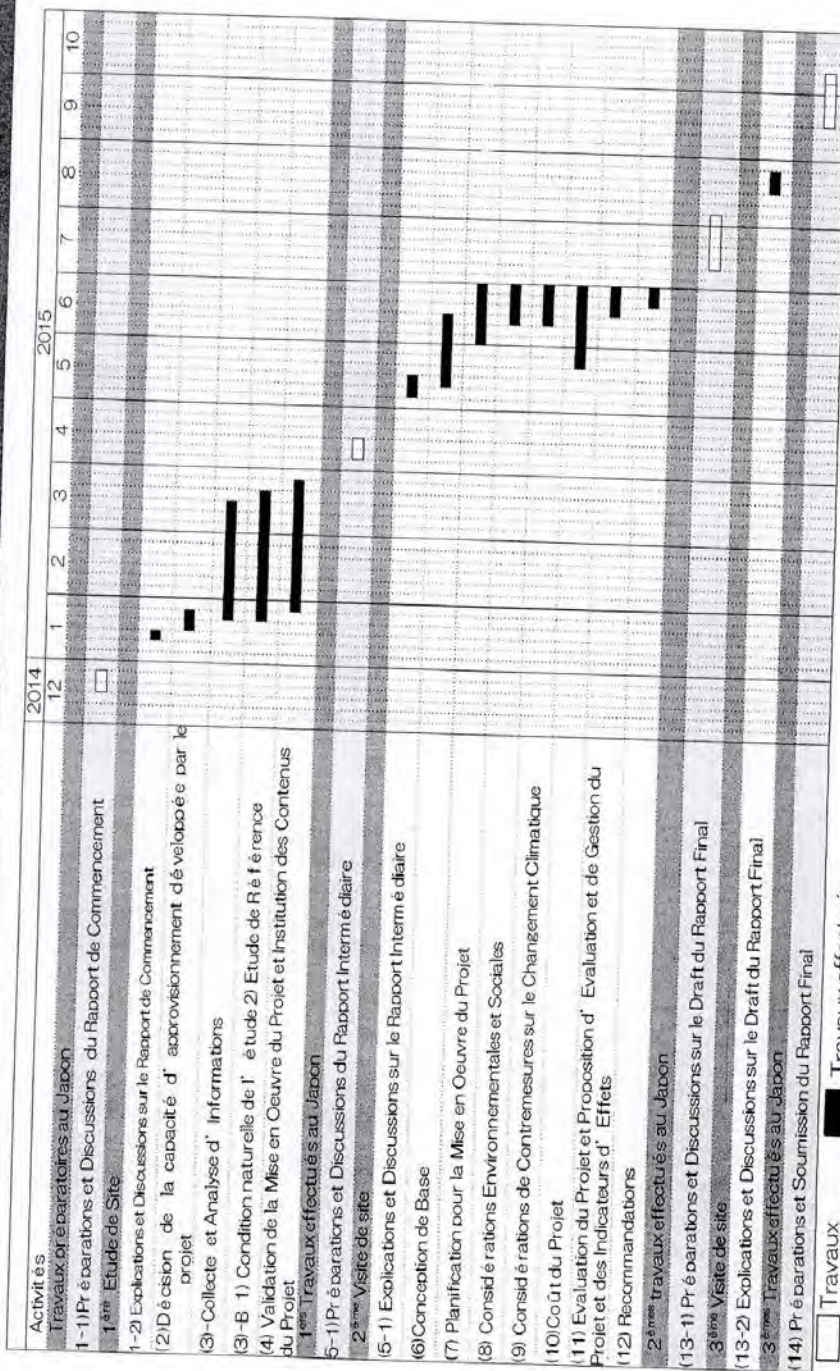 Activités
2014
2015
12
1
2
3
4
5
6
7
8
9
10
Travaux préparatoires au Japon
1-1)Préparations et Discussions du Rapport de Commencement
1ère Etude de Site
1-2) Explications et Discussions sur le Rapport de Commencement
(2)Décision de la capacité d' approvisionnement développée par le
projet
(3)-Collecte et Analyse d' Informations
(3)-B 1) Condition naturelle de l' étude 2) Etude de Référence
(4) Validation de la Mise en Oeuvre du Projet et Institution des Contenus
du Projet
1ers Travaux effectués au Japon
5-1)Préparations et Discussions du Rapport Intermédiaire
2ème Visite de site
(5-1) Explications et Discussions sur le Rapport Intermédiaire
(6)Conception de Base
(7) Planification pour la Mise en Oeuvre du Projet
(8) Considérations Environnementales et Sociales
(9) Considérations de Contremesures sur le Changement Climatique
(10)Coût du Projet
(11) Evaluation du Projet et Proposition d' Evaluation et de Gestion du
Projet et des Indicateurs d' Effets
(12) Recommandations
2èmes travaux effectués au Japon
(13-1) Préparations et Discussions sur le Draft du Rapport Final
3ème Visite de site
(13-2) Explications et Discussions sur le Draft du Rapport Final
3èmes Travaux effectués au Japon
14) Préparations et Soumission du Rapport Final
Travaux
Travaux